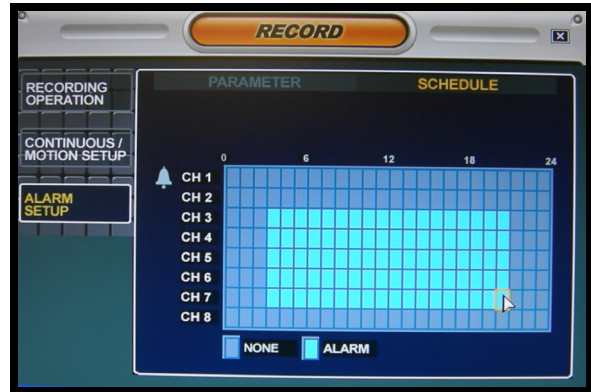 RECORD
RECORDING
OPERATION
CONTINUOUS /
MOTION SETUP
ALARM
SETUP
PARAMETER SCHEDULE
0 6 12 18 24
CH 1
CH 2
CH 3
CH 4
CH 5
CH 6
CH 7
CH 8
NONE ALARM